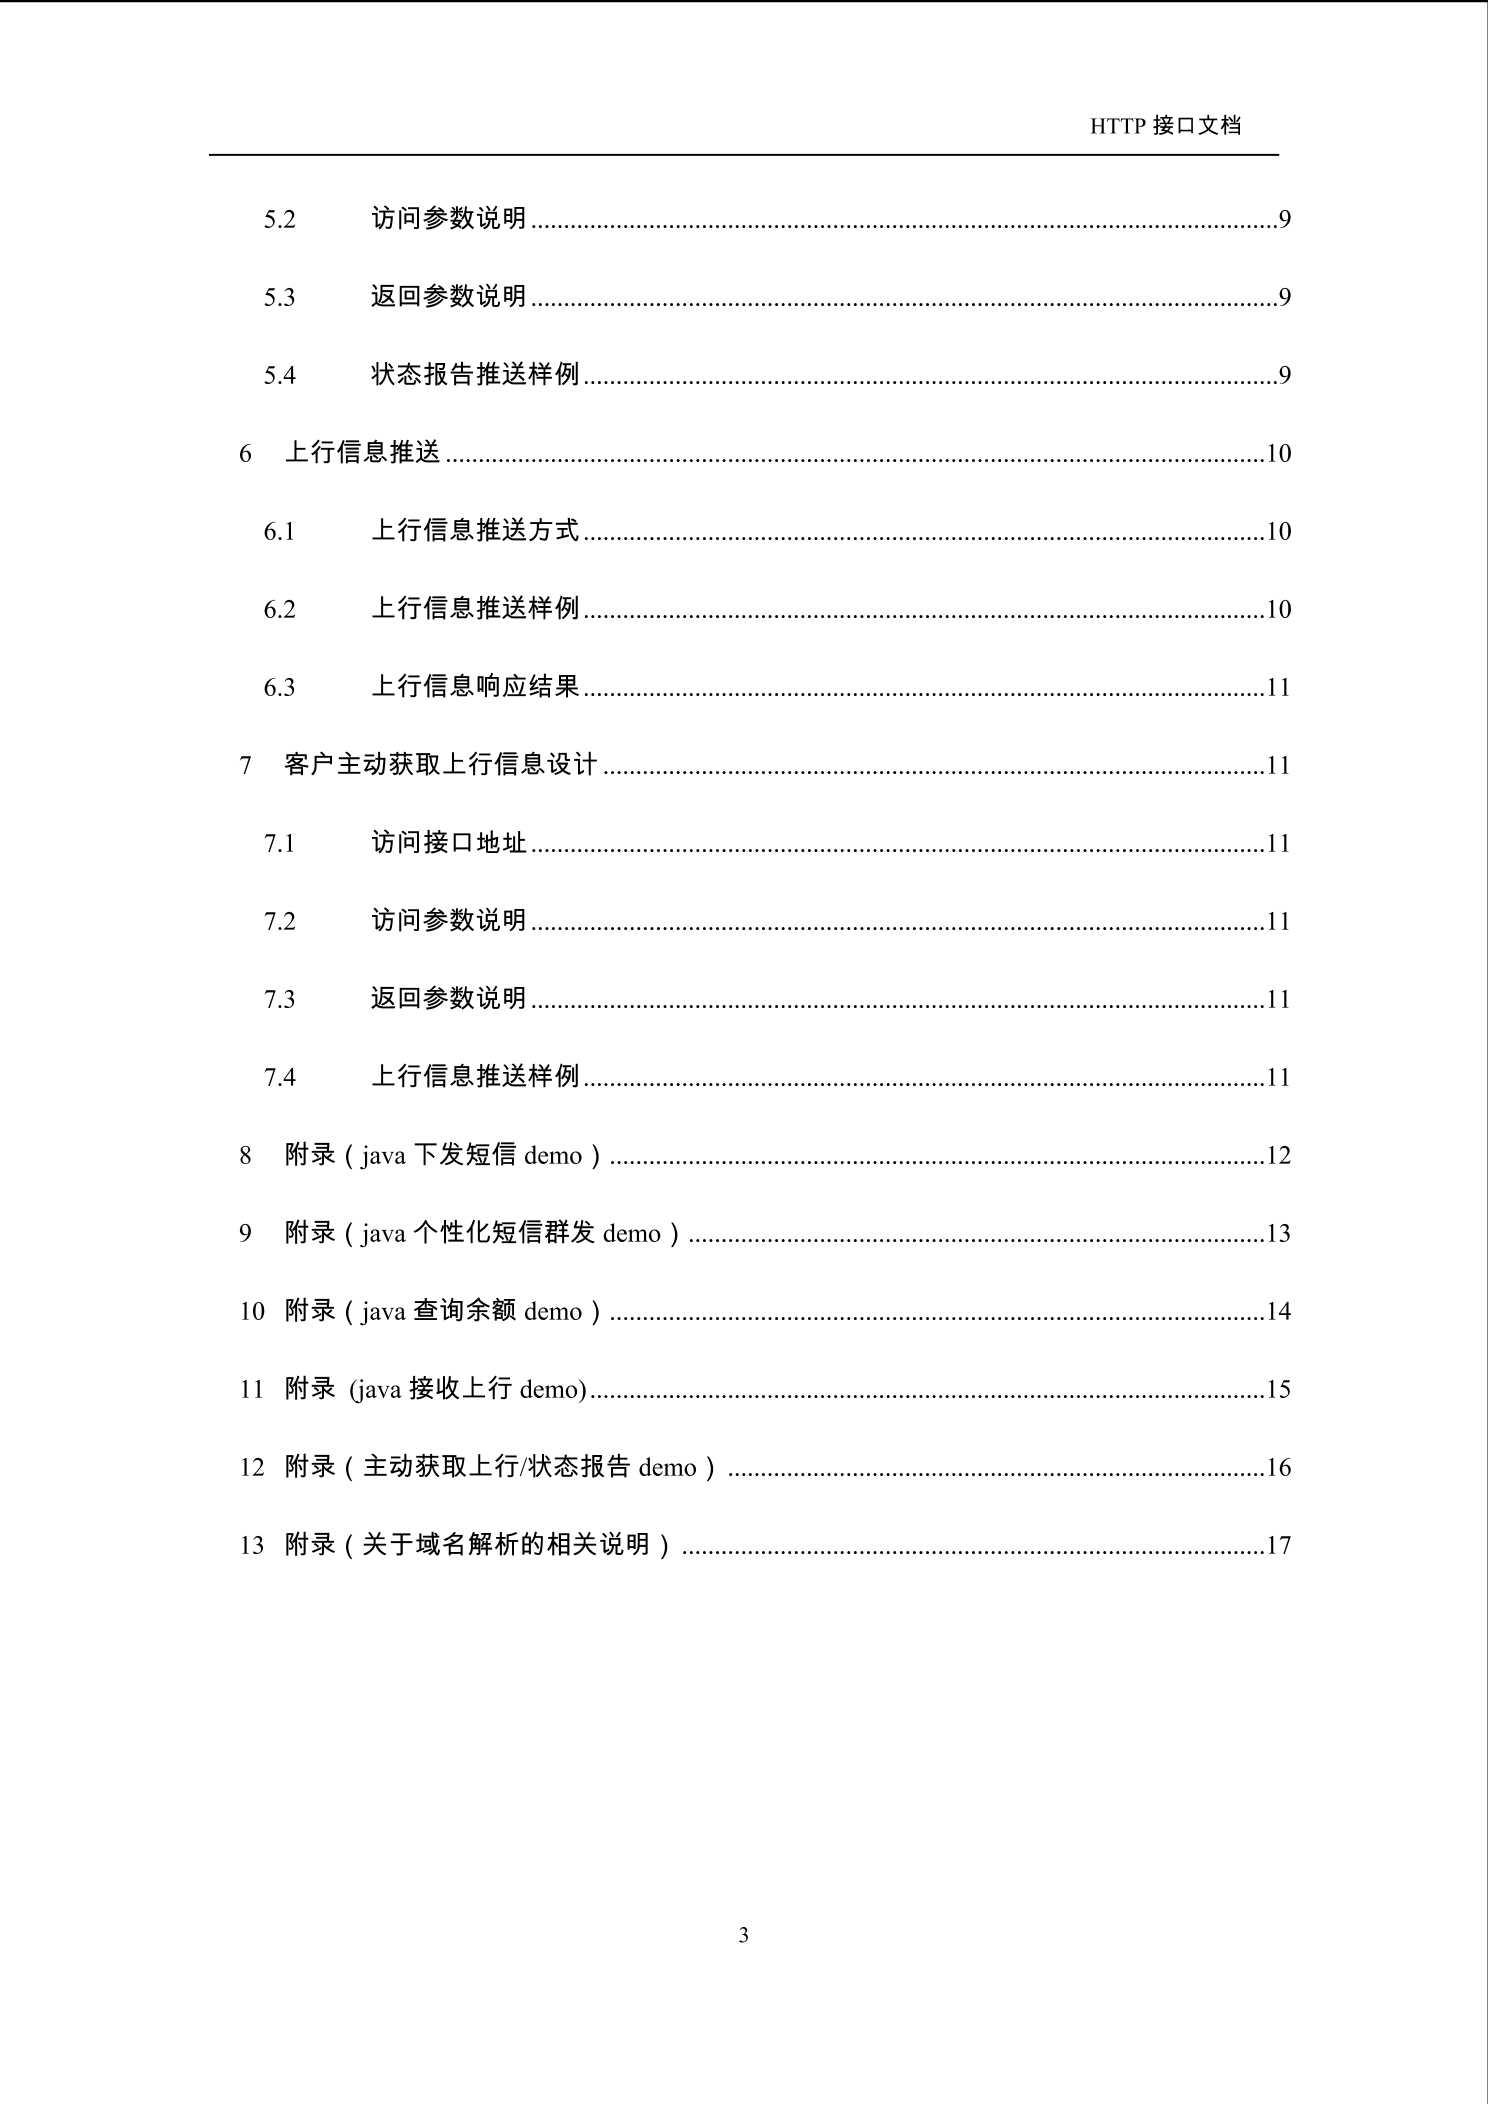 HTTP 接口文档
5.2 访问参数说明........................................9
5.3 返回参数说明........................................9
5.4 状态报告推送样例........................................9
6 上行信息推送........................................10
6.1 上行信息推送方式........................................10
6.2 上行信息推送样例........................................10
6.3 上行信息响应结果........................................11
7 客户主动获取上行信息设计........................................11
7.1 访问接口地址........................................11
7.2 访问参数说明........................................11
7.3 返回参数说明........................................11
7.4 上行信息推送样例........................................11
8 附录（java 下发短信 demo）........................................12
9 附录（java 个性化短信群发 demo）........................................13
10 附录（java 查询余额 demo）........................................14
11 附录 (java 接收上行 demo)........................................15
12 附录（主动获取上行/状态报告 demo）........................................16
13 附录（关于域名解析的相关说明）........................................17
3